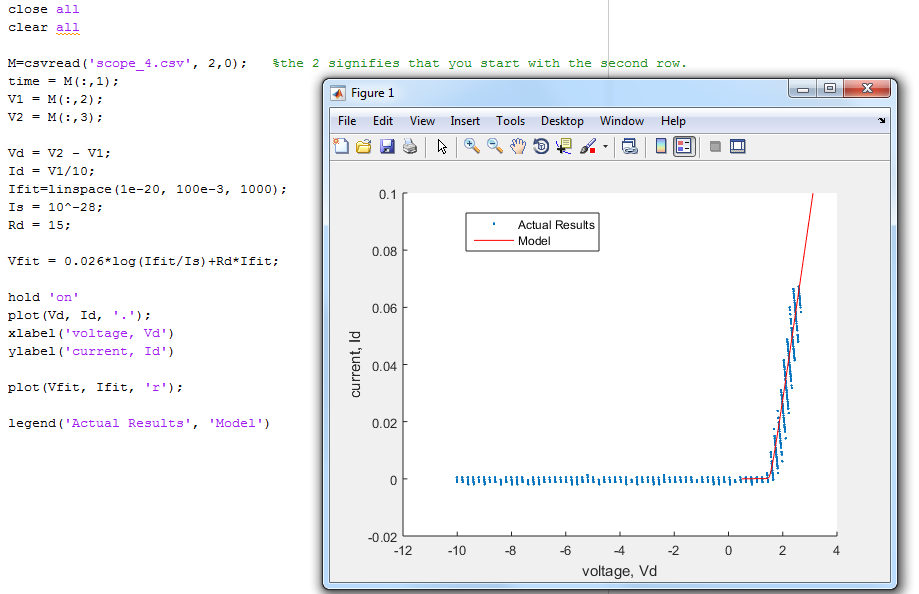 close all
clear all
M=csvread('scope_4.csv', 2,0);   %the 2 signifies that you start with the second row.
time = M(:,1);
V1 = M(:,2);
V2 = M(:,3);
Vd = V2 - V1;
Id = V1/10;
Ifit=linspace(1e-20, 100e-3, 1000);
Is = 10^-28;
Rd = 15;
Vfit = 0.026*log(Ifit/Is)+Rd*Ifit;
hold 'on'
plot(Vd, Id, '.');
xlabel('voltage, Vd')
ylabel('current, Id')
plot(Vfit, Ifit, 'r');
legend('Actual Results', 'Model')
Figure 1
File Edit View Insert Tools Desktop Window Help
0.1
0.08
0.06
0.04
0.02
0
-0.02
current, Id
Actual Results
Model
-12 -10 -8 -6 -4 -2 0 2 4
voltage, Vd